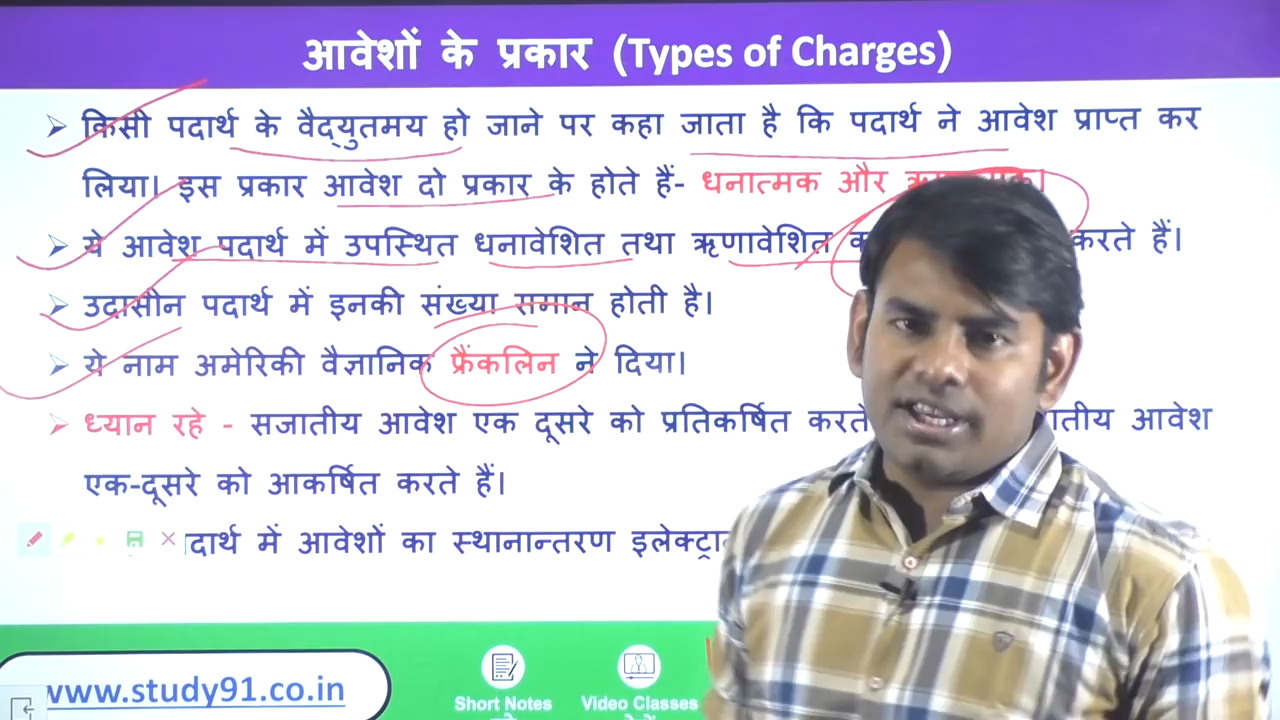 आवेशों के प्रकार (Types of Charges)
किसी पदार्थ के वैद्युतमय हो जाने पर कहा जाता है कि पदार्थ ने आवेश प्राप्त कर
लिया। इस प्रकार आवेश दो प्रकार के होते हैं- धनात्मक और
ये आवेश पदार्थ में उपस्थित धनावेशित तथा ऋणावेशित करते हैं।
उदासीन पदार्थ में इनकी संख्या समान होती है।
ये नाम अमेरिकी वैज्ञानिक फ्रैंकलिन ने दिया।
ध्यान रहे - सजातीय आवेश एक दूसरे को प्रतिकर्षित करते आवेश
एक-दूसरे को आकर्षित करते हैं।
में आवेशों का स्थानान्तरण
www.study91.co.in
Short Notes
Video Classes